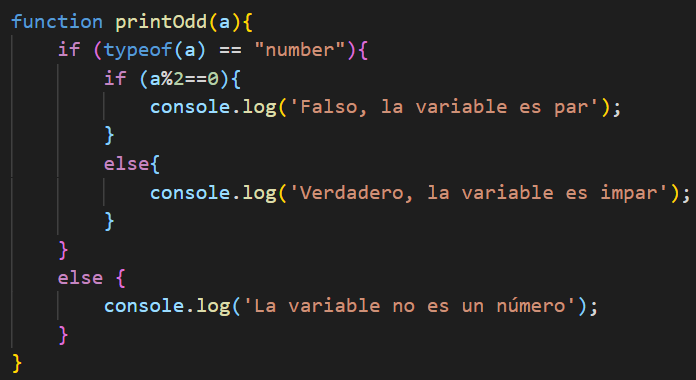 function printOdd(a){
    if (typeof(a) == "number"){
        if (a%2==0){
            console.log('Falso, la variable es par');
        }
        else{
            console.log('Verdadero, la variable es impar');
        }
    }
    else {
        console.log('La variable no es un número');
    }
}